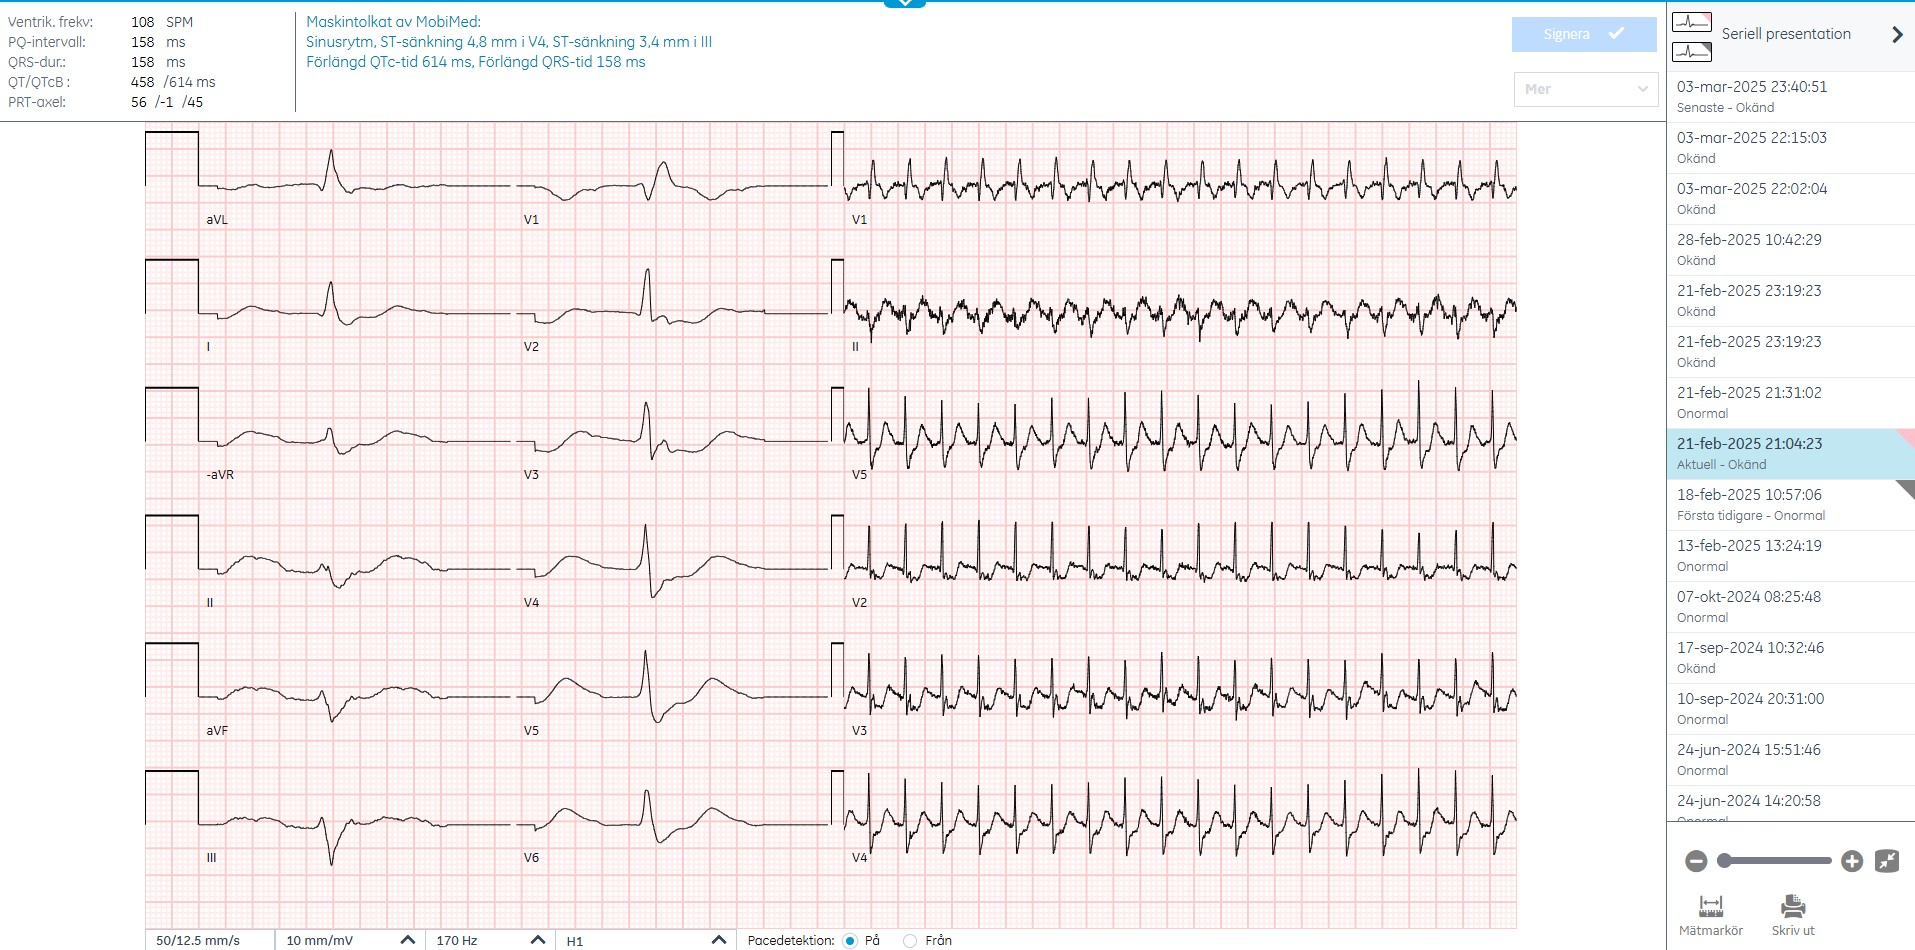 Ventrik. frekv: 108 SPM
PQ-intervall: 158 ms
QRS-dur.: 158 ms
QT/QTcB : 458 /614 ms
PRT-axel: 56 /-1 /45
Maskintolkat av MobiMed:
Sinusrytm, ST-sänkning 4,8 mm i V4, ST-sänkning 3,4 mm i III
Förlängd QTc-tid 614 ms, Förlängd QRS-tid 158 ms
Signera
Mer
aVL V1 V1
I V2 II
-aVR V3 V5
II V4 V2
aVF V5 V3
III V6 V4
50/12.5 mm/s 10 mm/mV 170 Hz H1 Pacedetektion: På Från
Seriell presentation
03-mar-2025 23:40:51
Senaste - Okänd
03-mar-2025 22:15:03
Okänd
03-mar-2025 22:02:04
Okänd
28-feb-2025 10:42:29
Okänd
21-feb-2025 23:19:23
Okänd
21-feb-2025 23:19:23
Okänd
21-feb-2025 21:31:02
Onormal
21-feb-2025 21:04:23
Aktuell - Okänd
18-feb-2025 10:57:06
Första tidigare - Onormal
13-feb-2025 13:24:19
Onormal
07-okt-2024 08:25:48
Onormal
17-sep-2024 10:32:46
Okänd
10-sep-2024 20:31:00
Onormal
24-jun-2024 15:51:46
Onormal
24-jun-2024 14:20:58
Onormal
Mätmarkör Skriv ut